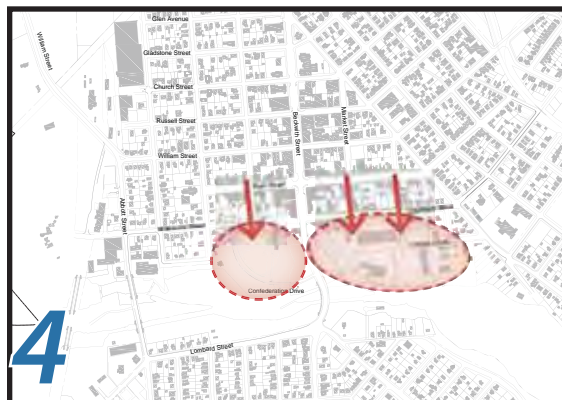 Glen Avenue
William Street
Gladstone Street
Church Street
Beckwith Street
Market Street
Russell Street
William Street
Abbott Street
Confederation Drive
Lombard Street
4